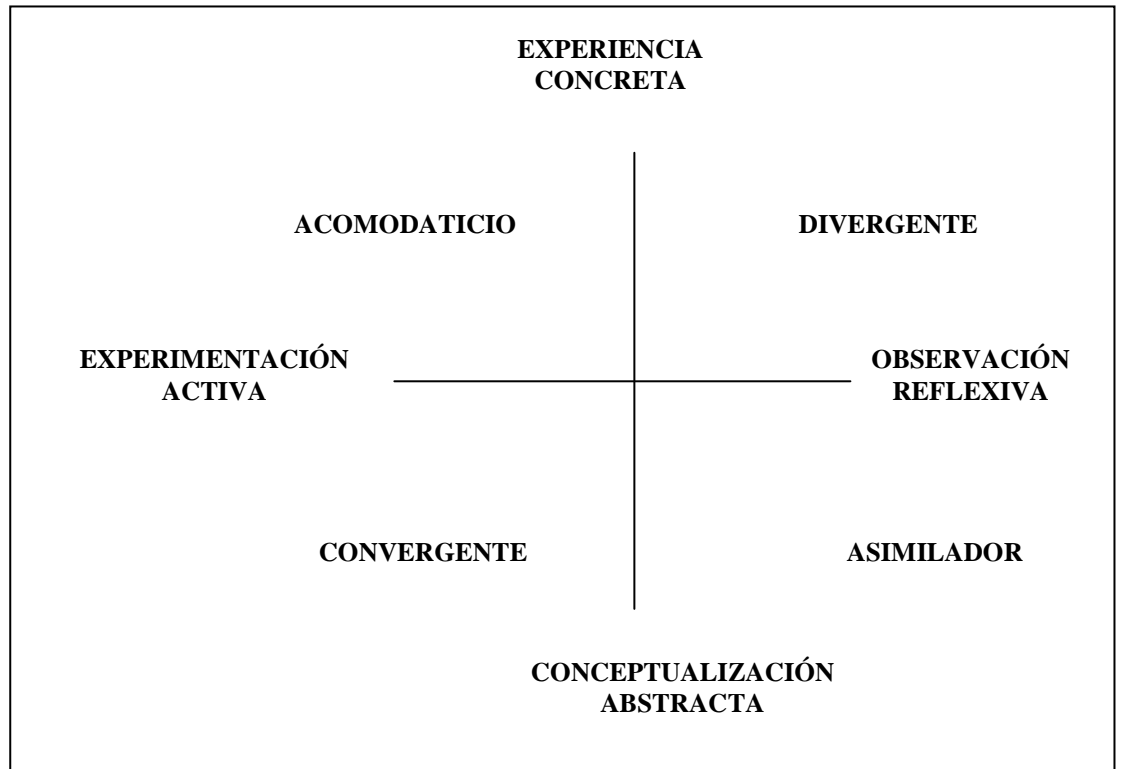 EXPERIENCIA
CONCRETA
ACOMODATICIO
DIVERGENTE
EXPERIMENTACIÓN
ACTIVA
OBSERVACIÓN
REFLEXIVA
CONVERGENTE
ASIMILADOR
CONCEPTUALIZACIÓN
ABSTRACTA